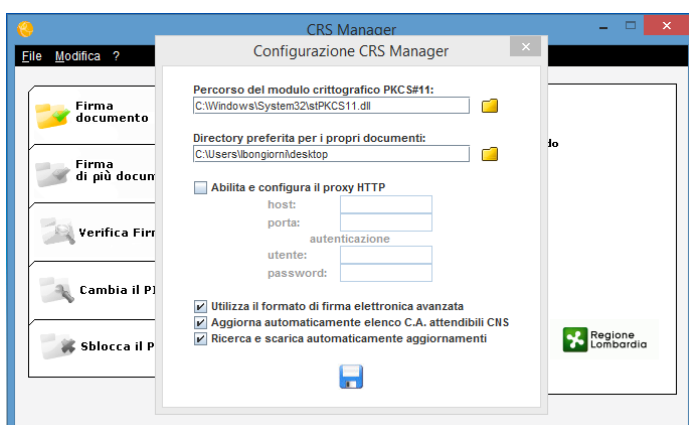 CRS Manager
File Modifica ?
Configurazione CRS Manager
Percorso del modulo crittografico PKCS#11:
C:\Windows\System32\stPKCS11.dll
Directory preferita per i propri documenti:
C:\Users\lbongiorni\desktop
Abilita e configura il proxy HTTP
host:
porta:
autenticazione
utente:
password:
Utilizza il formato di firma elettronica avanzata
Aggiorna automaticamente elenco C.A. attendibili CNS
Ricerca e scarica automaticamente aggiornamenti
Firma
documento
Firma
di più docum
Verifica Firm
Cambia il PI
Sblocca il P
do
Regione
Lombardia